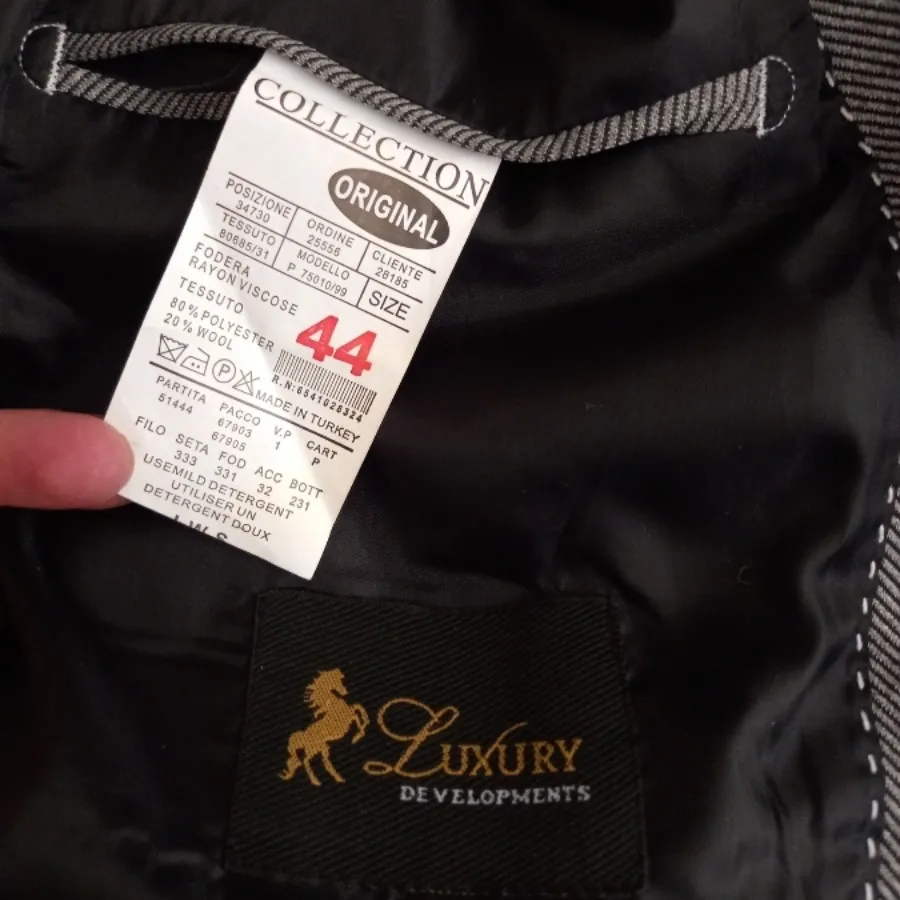 COLLECTION
ORIGINAL
POSIZIONE
34730
ORDINE
25556
CLIENTE
28185
TESSUTO
80685/31
MODELLO
P 75010/99
SIZE
FODERA
RAYON VISCOSE
TESSUTO
80% POLYESTER
20% WOOL
44
P
R.N:6541028324
MADE IN TURKEY
PARTITA PACCO V.P CART
51444 67903 1 P
67905
FILO SETA FOD ACC BOTT
333 331 32 231
USEMILD DETERGENT
UTILISER UN
DETERGENT DOUX
LUXURY
DEVELOPMENTS